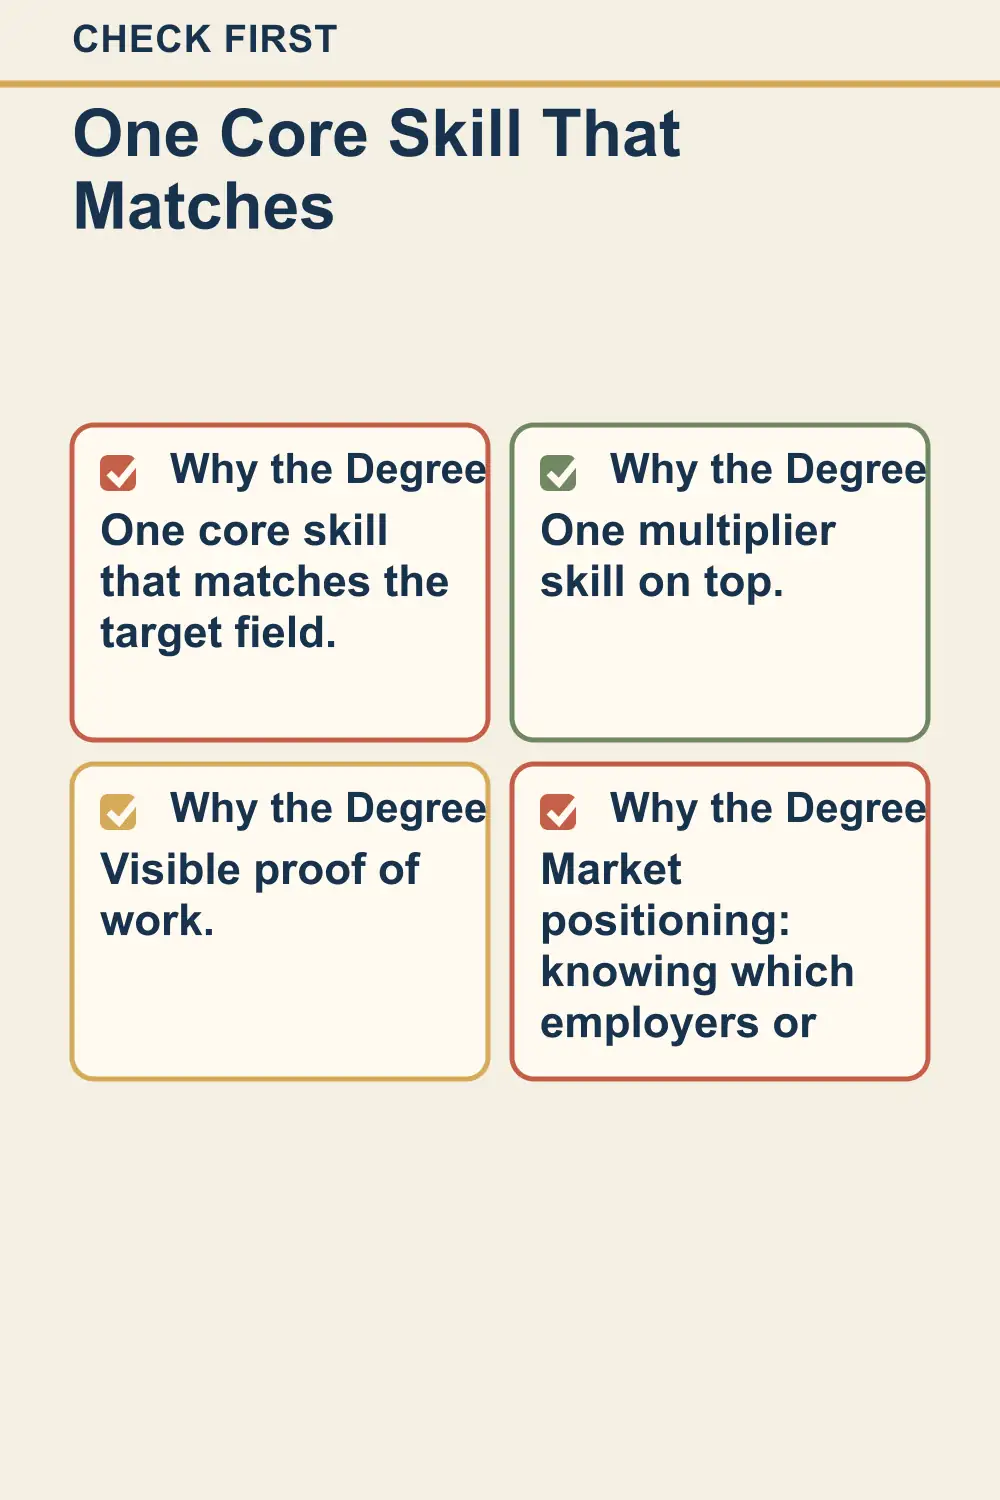 CHECK FIRST
One Core Skill That
Matches
Why the Degree
One core skill
that matches the
target field.
Why the Degree
One multiplier
skill on top.
Why the Degree
Visible proof of
work.
Why the Degree
Market
positioning:
knowing which
employers or